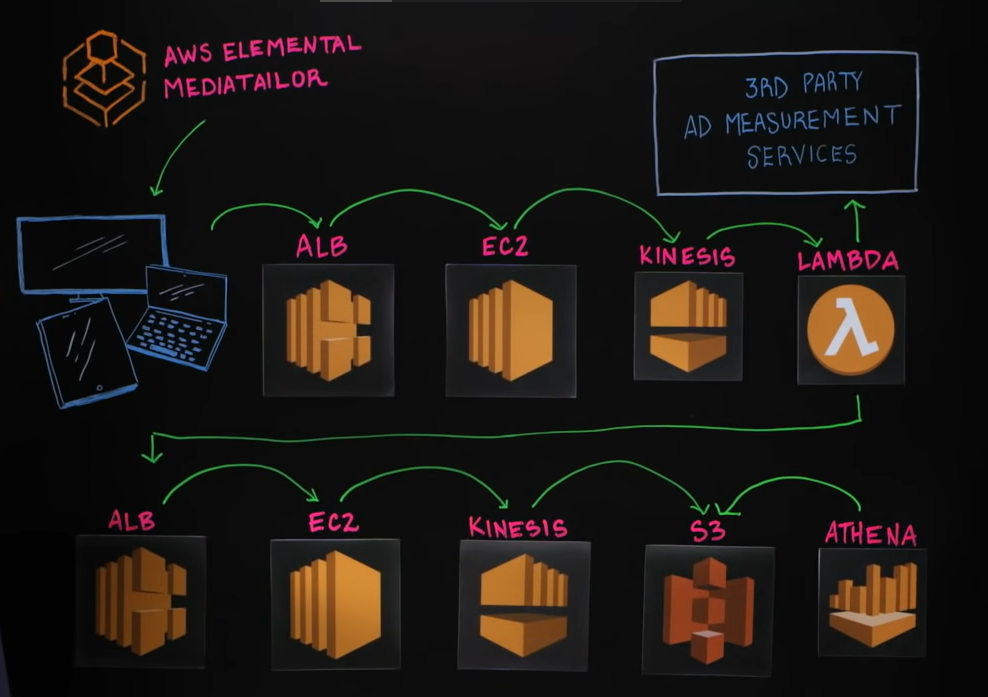 AWS ELEMENTAL
MEDIATAILOR
3RD PARTY
AD MEASUREMENT
SERVICES
ALB
EC2
KINESIS
LAMBDA
λ
ALB
EC2
KINESIS
S3
ATHENA